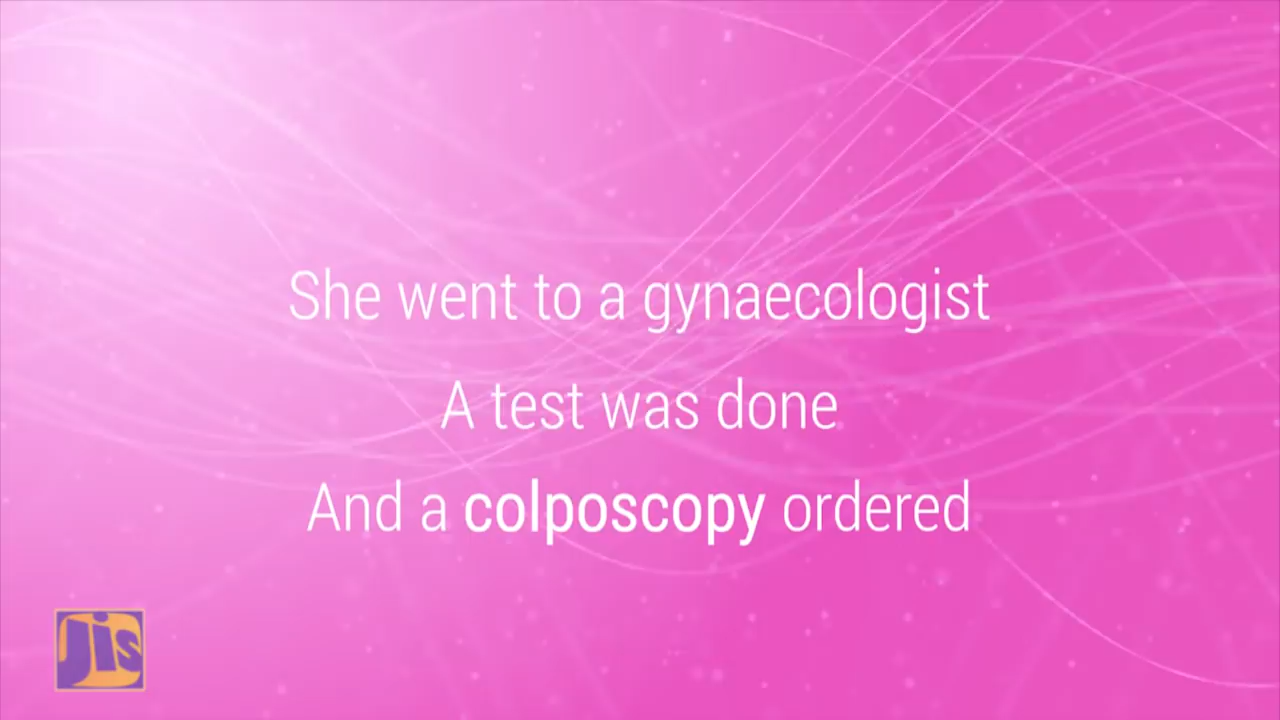 She went to a gynaecologist
A test was done
And a colposcopy ordered
Jis